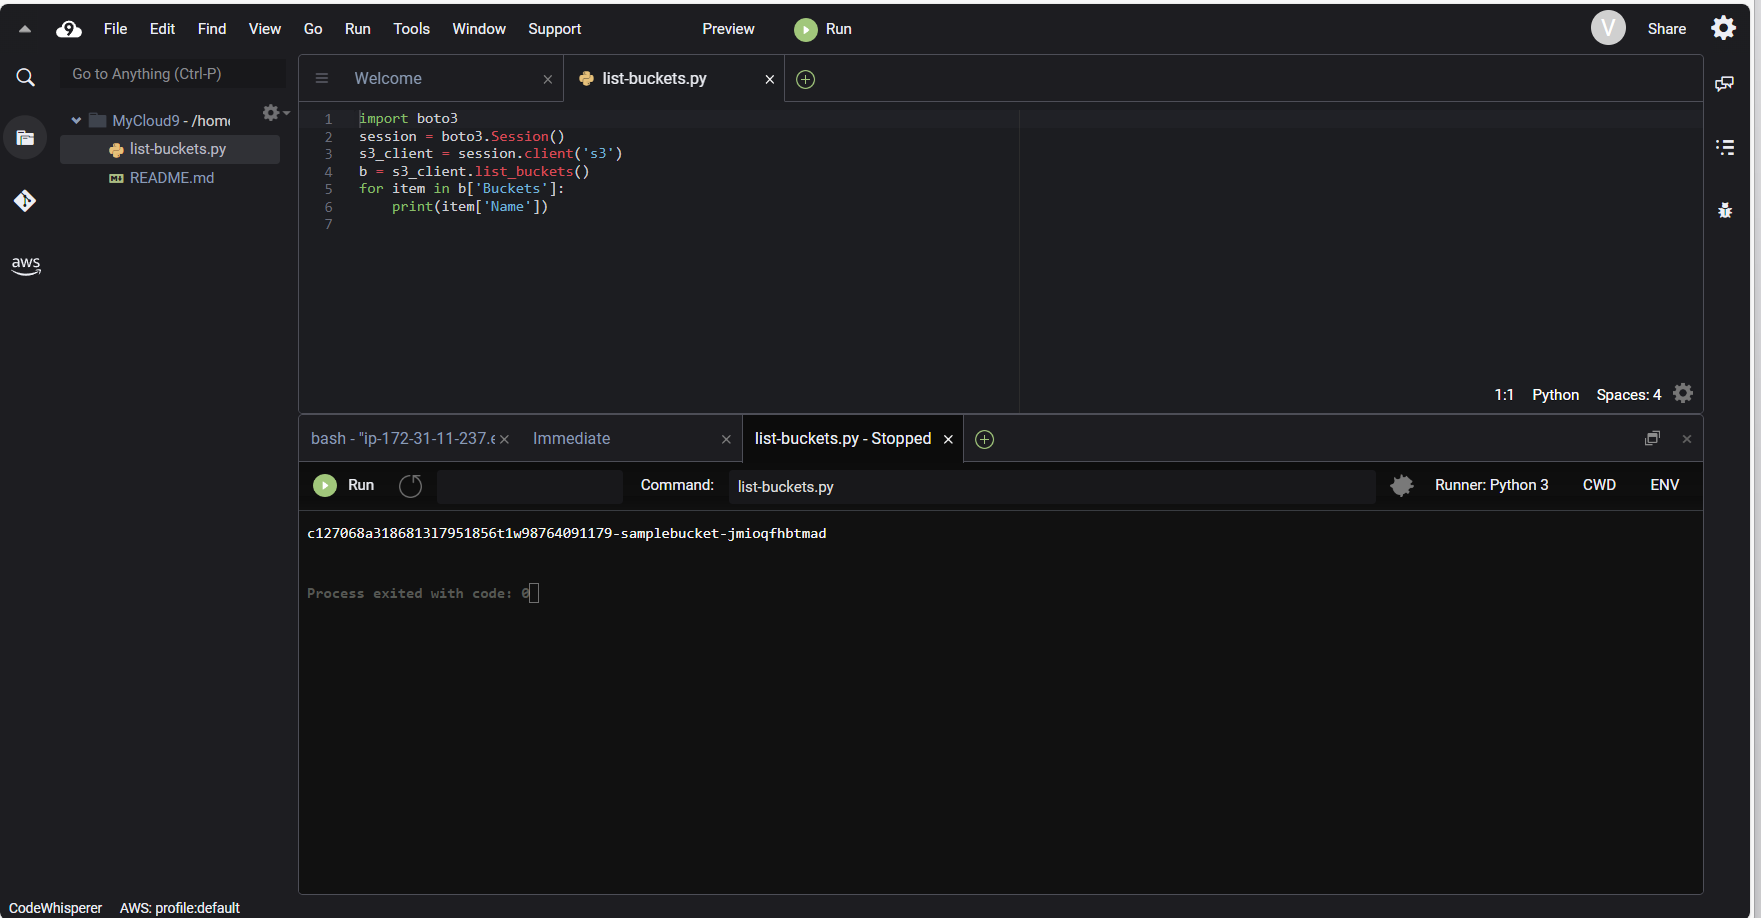 9 File Edit Find View Go Run Tools Window Support Preview Run V Share
Go to Anything (Ctrl-P)
MyCloud9 - /home
list-buckets.py
README.md
aws
Welcome list-buckets.py
1 import boto3
2 session = boto3.Session()
3 s3_client = session.client('s3')
4 b = s3_client.list_buckets()
5 for item in b['Buckets']:
6 print(item['Name'])
7
1:1 Python Spaces: 4
bash - "ip-172-31-11-237.e Immediate list-buckets.py - Stopped
Run Command: list-buckets.py Runner: Python 3 CWD ENV
c127068a3186813l7951856t1w98764091179-samplebucket-jmioqfhbtmad
Process exited with code: 0
CodeWhisperer AWS: profile:default